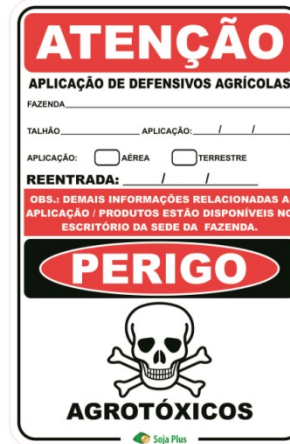 ATENÇÃO
APLICAÇÃO DE DEFENSIVOS AGRÍCOLAS
FAZENDA
TALHÃO APLICAÇÃO: / /
APLICAÇÃO: AÉREA TERRESTRE
REENTRADA: / /
OBS.: DEMAIS INFORMAÇÕES RELACIONADAS A
APLICAÇÃO / PRODUTOS ESTÃO DISPONÍVEIS NO
ESCRITÓRIO DA SEDE DA FAZENDA.
PERIGO
AGROTÓXICOS
Soja Plus